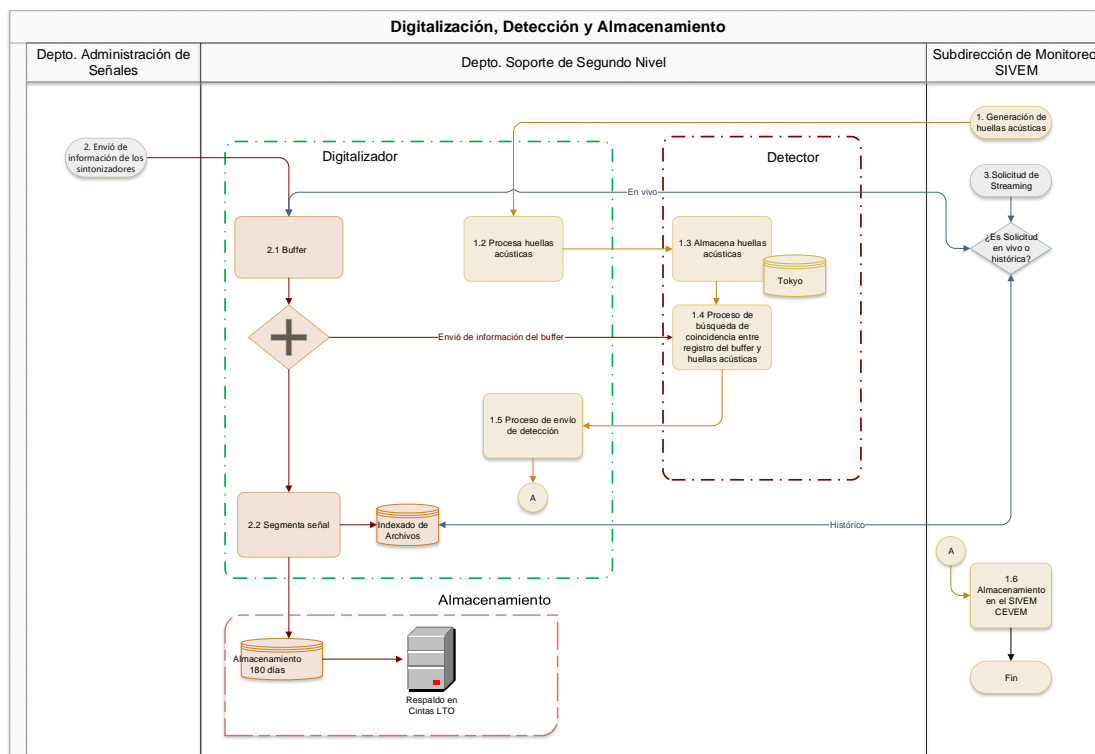 Digitalización, Detección y Almacenamiento
Depto. Administración de
Señales
Depto. Soporte de Segundo Nivel
Subdirección de Monitoreo
SIVEM
1. Generación de
huellas acústicas
2. Envió de
información de los
sintonizadores
Digitalizador
Detector
3.Solicitud de
Streaming
En vivo
2.1 Buffer
1.2 Procesa huellas
acústicas
1.3 Almacena huellas
acústicas
¿Es Solicitud
en vivo o
histórica?
Tokyo
1.4 Proceso de
búsqueda de
coincidencia entre
registro del buffer y
huellas acústicas
Envió de información del buffer
1.5 Proceso de envío
de detección
A
2.2 Segmenta señal
Indexado de
Archivos
Histórico
A
1.6
Almacenamiento
en el SIVEM
CEVEM
Almacenamiento
Almacenamiento
180 días
Respaldo en
Cintas LTO
Fin